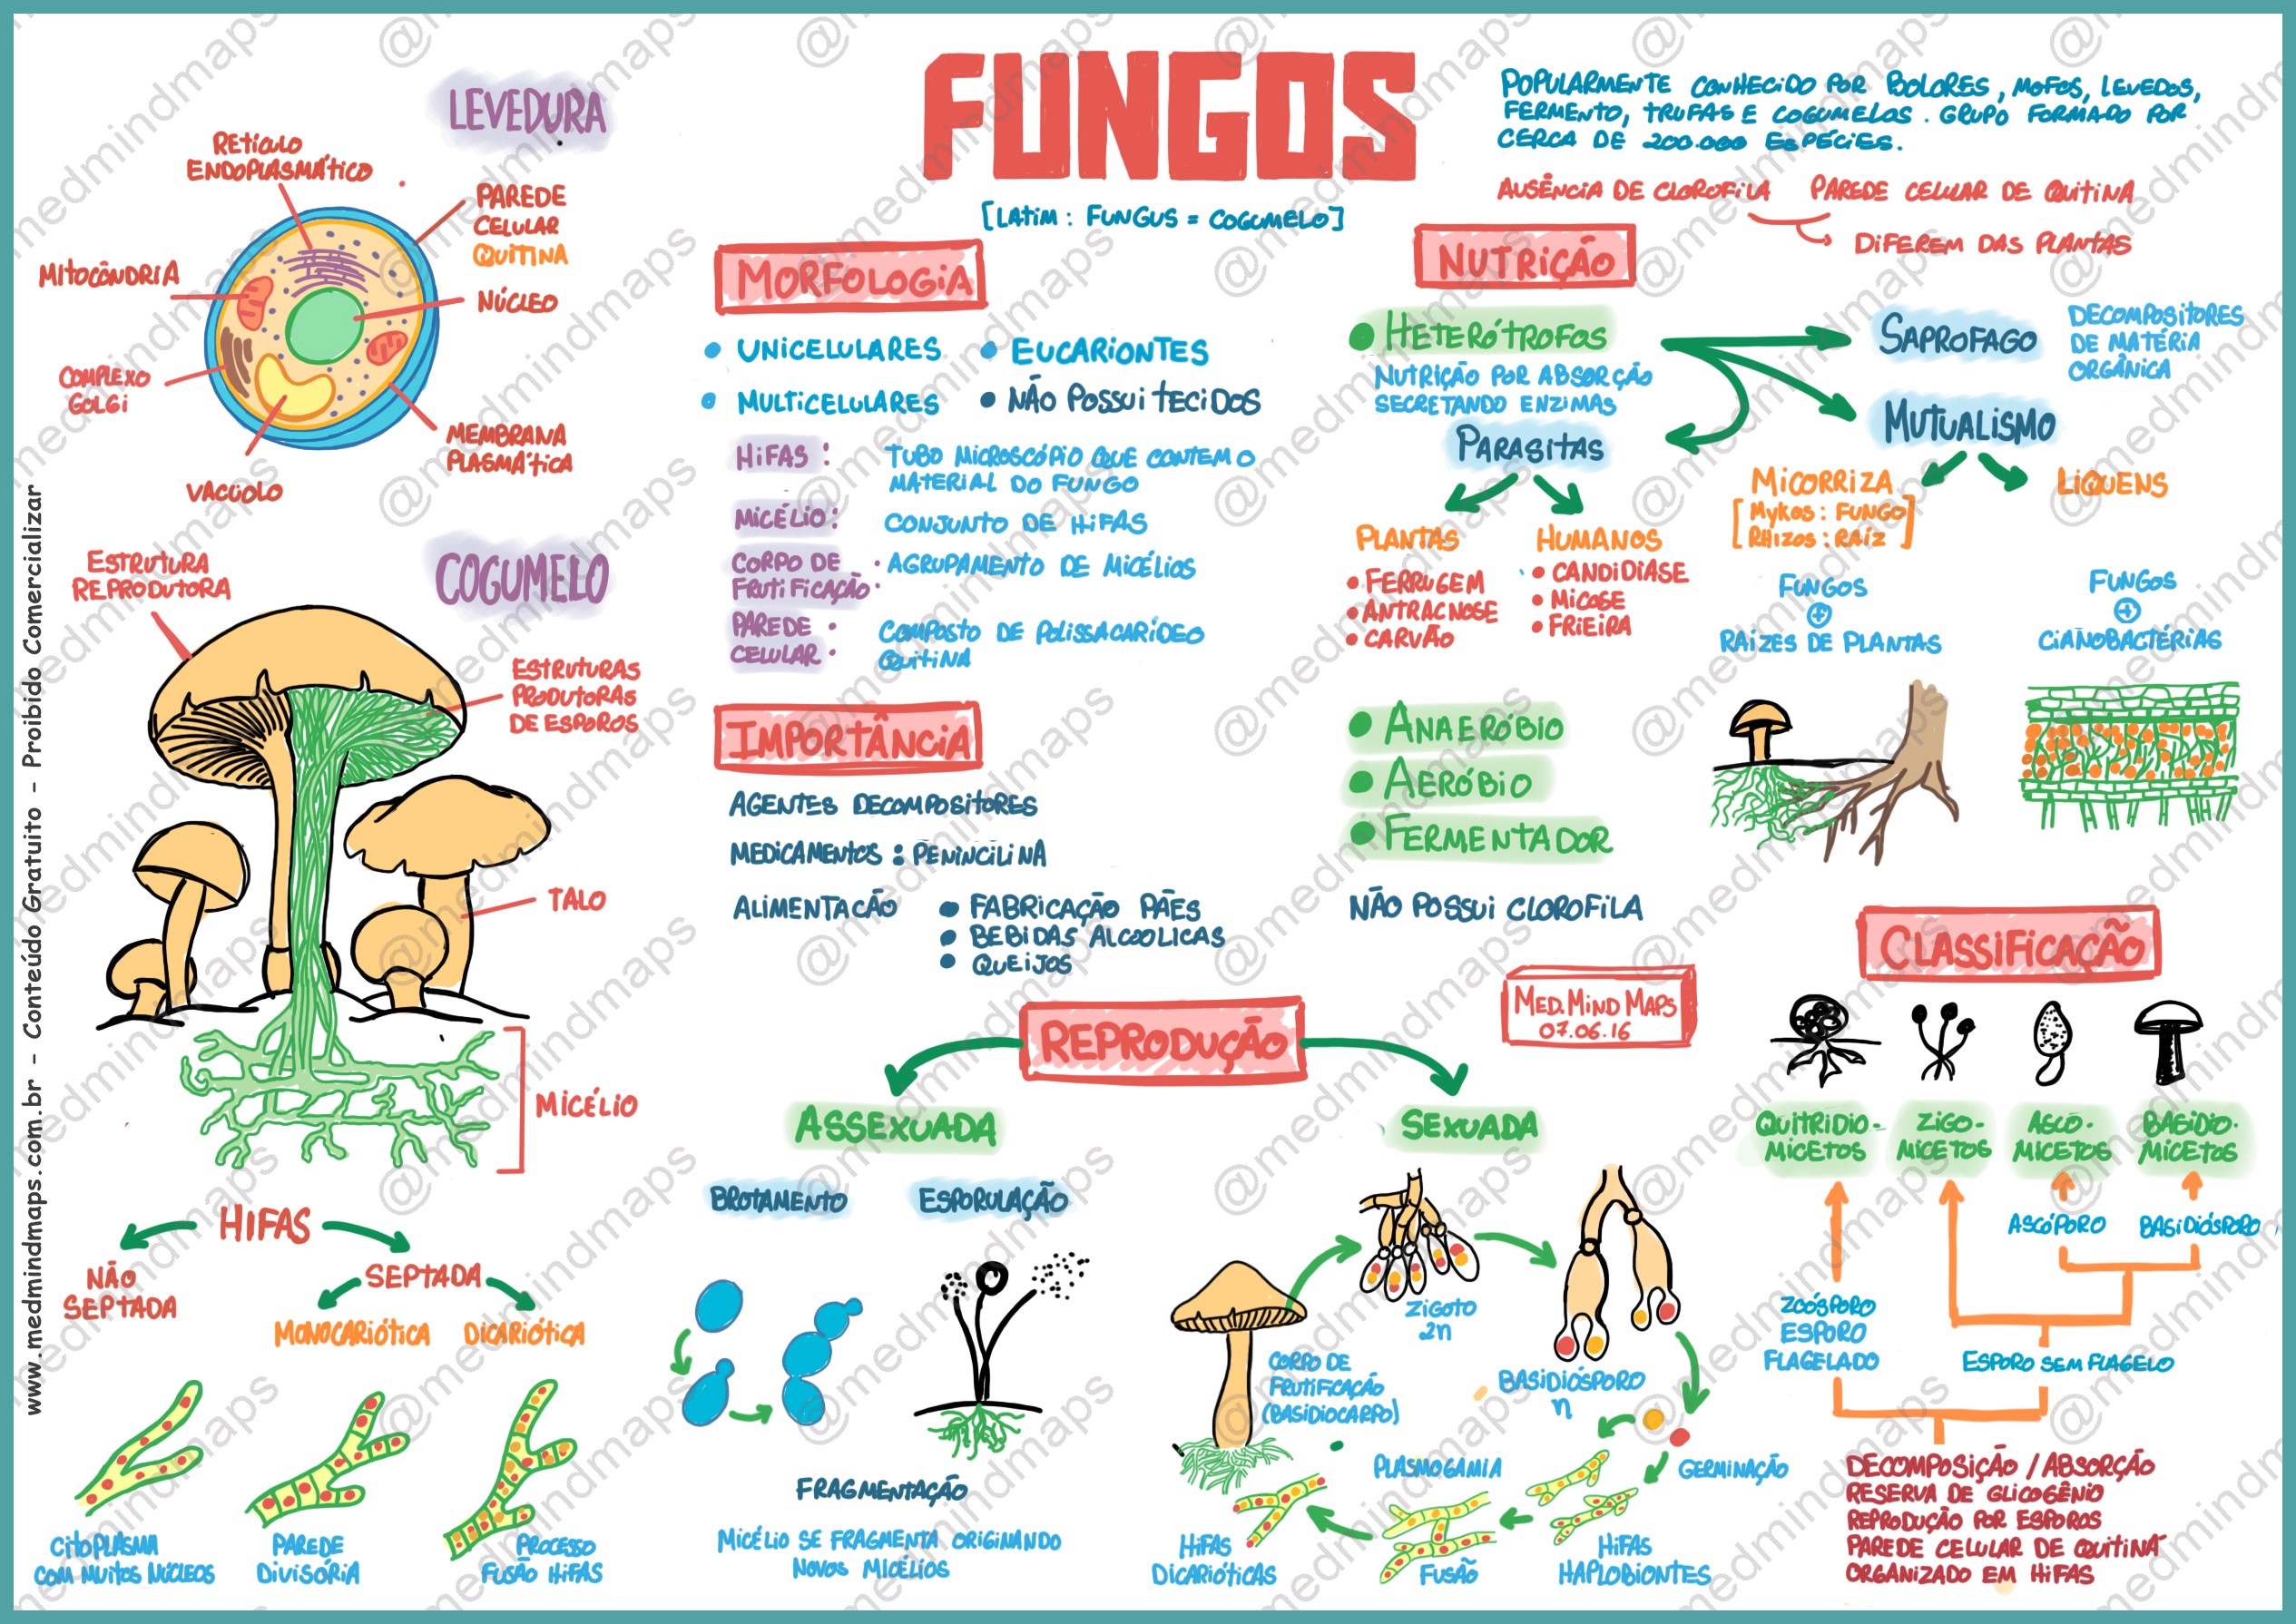 FUNGOS
[LATIM : FUNGUS = COGUMELO]
POPULARMENTE CONHECIDO POR BOLORES, MOFOS, LEVEDOS,
FERMENTO, TRUFAS E COGUMELOS. GRUPO FORMADO POR
CERCA DE 200.000 ESPÉCIES.
AUSÊNCIA DE CLOROFILA PAREDE CELULAR DE QUITINA
DIFEREM DAS PLANTAS
LEVEDURA
RETÍCULO
ENDOPLASMÁTICO
PAREDE
CELULAR
QUITINA
MITOCÔNDRIA
NÚCLEO
COMPLEXO
GOLGI
MEMBRANA
PLASMÁTICA
VACÚOLO
COGUMELO
ESTRUTURA
REPRODUTORA
ESTRUTURAS
PRODUTORAS
DE ESPOROS
TALO
MICÉLIO
HIFAS
NÃO
SEPTADA
SEPTADA
MONOCARIÓTICA
DICARIÓTICA
CITOPLASMA
COM MUITOS NÚCLEOS
PAREDE
DIVISÓRIA
PROCESSO
FUSÃO HIFAS
MORFOLOGIA
• UNICELULARES
• EUCARIONTES
• MULTICELULARES
• NÃO POSSUI TECIDOS
HIFAS :
TUBO MICROSCÓPIO QUE CONTEM O
MATERIAL DO FUNGO
MICÉLIO :
CONJUNTO DE HIFAS
CORPO DE
FRUTIFICAÇÃO :
AGRUPAMENTO DE MICÉLIOS
PAREDE
CELULAR :
COMPOSTO DE POLISSACARÍDEO
QUITINA
IMPORTÂNCIA
AGENTES DECOMPOSITORES
MEDICAMENTOS : PENINCILINA
ALIMENTACÃO
• FABRICAÇÃO PÃES
• BEBIDAS ALCOOLICAS
• QUEIJOS
NUTRIÇÃO
• HETERÓTROFOS
NUTRIÇÃO POR ABSORÇÃO
SECRETANDO ENZIMAS
SAPROFAGO
DECOMPOSITORES
DE MATÉRIA
ORGÂNICA
MUTUALISMO
PARASITAS
PLANTAS
• FERRUGEM
• ANTRACNOSE
• CARVÃO
HUMANOS
• CANDIDIASE
• MICOSE
• FRIEIRA
MICORRIZA
[Mykos : FUNGO
RHIZOS : RAÍZ]
FUNGOS
+
RAIZES DE PLANTAS
LIQUENS
FUNGOS
+
CIANOBACTÉRIAS
• ANAERÓBIO
• AERÓBIO
• FERMENTADOR
NÃO POSSUI CLOROFILA
MED.MIND MAPS
07.06.16
REPRODUÇÃO
ASSEXUADA
BROTAMENTO
ESPORULAÇÃO
FRAGMENTAÇÃO
MICÉLIO SE FRAGMENTA ORIGINANDO
NOVOS MICÉLIOS
SEXUADA
ZIGOTO
2n
BASIDIÓSPORO
n
CORPO DE
FRUTIFICAÇÃO
(BASIDIOCARPO)
GERMINAÇÃO
PLASMOGAMIA
HIFAS
HAPLOBIONTES
FUSÃO
HIFAS
DICARIÓTICAS
CLASSIFICAÇÃO
QUITRIDIO-
MICETOS
ZIGO-
MICETOS
ASCO-
MICETOS
BASIDIO-
MICETOS
ASCÓPORO
BASIDIÓSPORO
ZOÓSPORO
ESPORO
FLAGELADO
ESPORO SEM FLAGELO
DECOMPOSIÇÃO / ABSORÇÃO
RESERVA DE GLICOGÊNIO
REPRODUÇÃO POR ESPOROS
PAREDE CELULAR DE QUITINA
ORGANIZADO EM HIFAS
www.medmindmaps.com.br - Conteúdo Gratuito - Proibido Comercializar
@medmindmaps